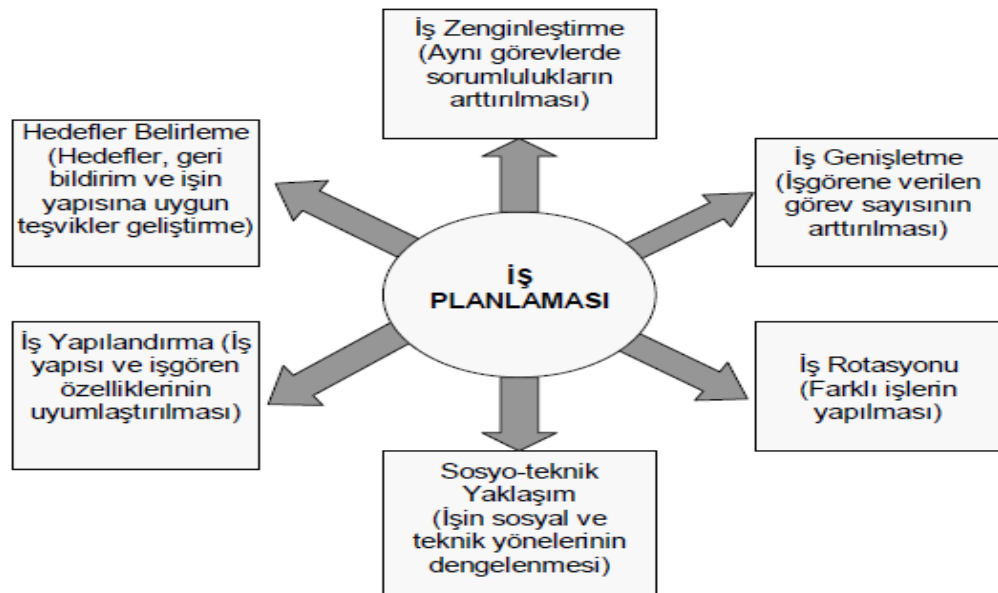 İş Zenginleştirme
(Aynı görevlerde
sorumlulukların
arttırılması)
Hedefler Belirleme
(Hedefler, geri
bildirim ve işin
yapısına uygun
teşvikler geliştirme)
İş Genişletme
(İşgörene verilen
görev sayısının
arttırılması)
İŞ
PLANLAMASI
İş Yapılandırma (İş
yapısı ve işgören
özelliklerinin
uyumlaştırılması)
İş Rotasyonu
(Farklı işlerin
yapılması)
Sosyo-teknik
Yaklaşım
(İşin sosyal ve
teknik yönelerinin
dengelenmesi)